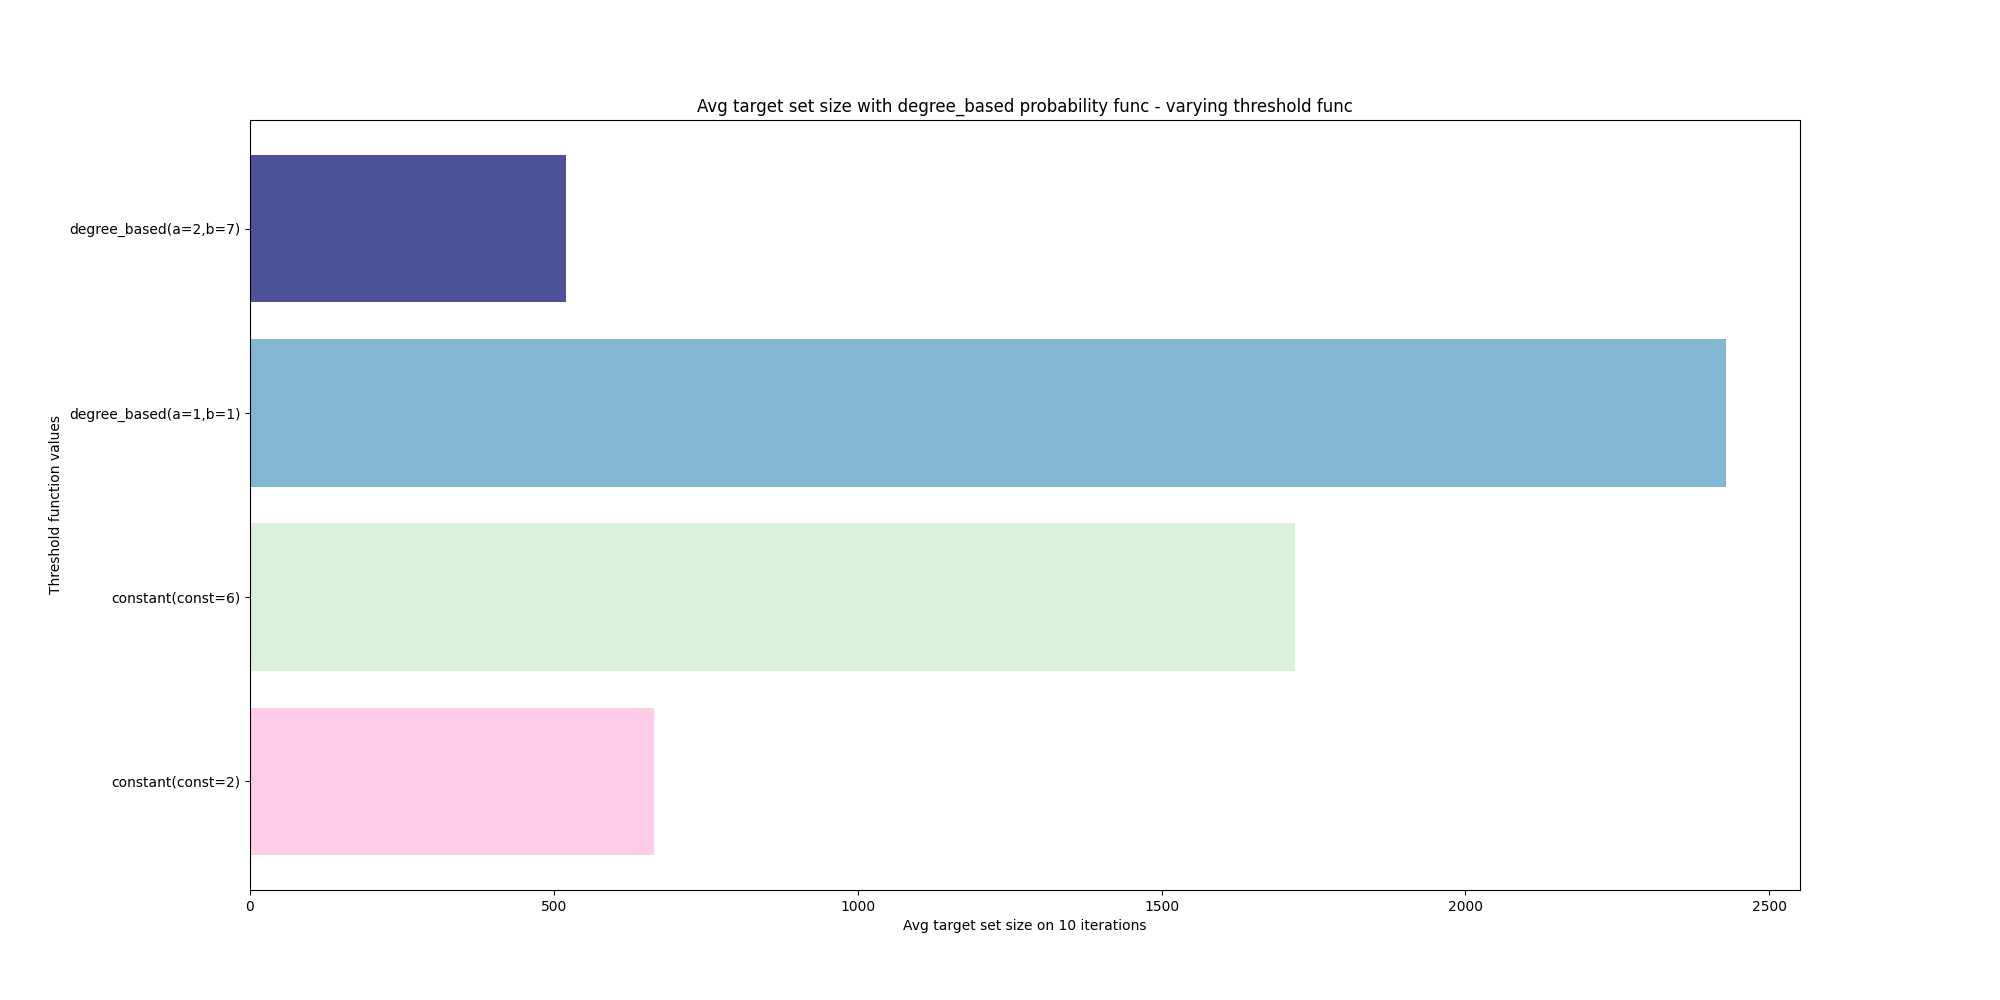 Avg target set size with degree_based probability func - varying threshold func
Threshold function values
degree_based(a=2,b=7)
degree_based(a=1,b=1)
constant(const=6)
constant(const=2)
0 500 1000 1500 2000 2500
Avg target set size on 10 iterations